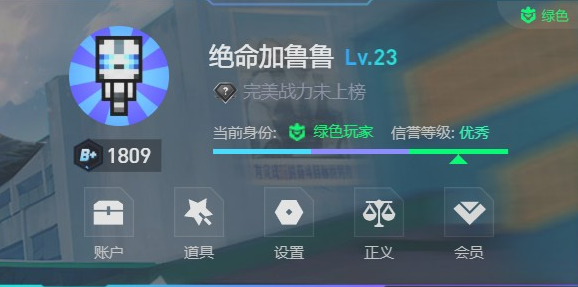 绿色
绝命加鲁鲁 Lv.23
? 完美战力未上榜
当前身份: 绿色玩家 信誉等级: 优秀
B+ 1809
账户 道具 设置 正义 会员